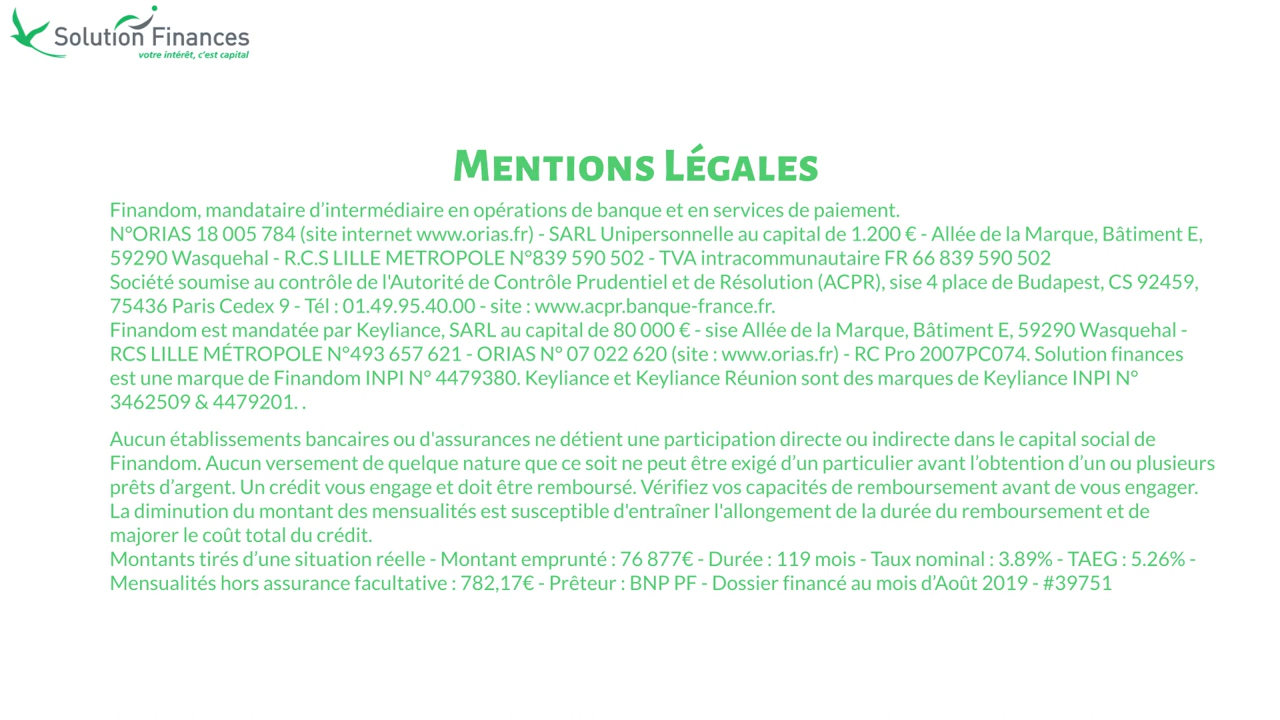 Solution Finances
votre intérêt, c'est capital
Mentions Légales
Finandom, mandataire d’intermédiaire en opérations de banque et en services de paiement.
N°ORIAS 18 005 784 (site internet www.orias.fr) - SARL Unipersonnelle au capital de 1.200 € - Allée de la Marque, Bâtiment E,
59290 Wasquehal - R.C.S LILLE METROPOLE N°839 590 502 - TVA intracommunautaire FR 66 839 590 502
Société soumise au contrôle de l'Autorité de Contrôle Prudentiel et de Résolution (ACPR), sise 4 place de Budapest, CS 92459,
75436 Paris Cedex 9 - Tél : 01.49.95.40.00 - site : www.acpr.banque-france.fr.
Finandom est mandatée par Keyliance, SARL au capital de 80 000 € - sise Allée de la Marque, Bâtiment E, 59290 Wasquehal -
RCS LILLE MÉTROPOLE N°493 657 621 - ORIAS N° 07 022 620 (site : www.orias.fr) - RC Pro 2007PC074. Solution finances
est une marque de Finandom INPI N° 4479380. Keyliance et Keyliance Réunion sont des marques de Keyliance INPI N°
3462509 & 4479201. .
Aucun établissements bancaires ou d'assurances ne détient une participation directe ou indirecte dans le capital social de
Finandom. Aucun versement de quelque nature que ce soit ne peut être exigé d’un particulier avant l’obtention d’un ou plusieurs
prêts d’argent. Un crédit vous engage et doit être remboursé. Vérifiez vos capacités de remboursement avant de vous engager.
La diminution du montant des mensualités est susceptible d'entraîner l'allongement de la durée du remboursement et de
majorer le coût total du crédit.
Montants tirés d’une situation réelle - Montant emprunté : 76 877€ - Durée : 119 mois - Taux nominal : 3.89% - TAEG : 5.26% -
Mensualités hors assurance facultative : 782,17€ - Prêteur : BNP PF - Dossier financé au mois d’Août 2019 - #39751